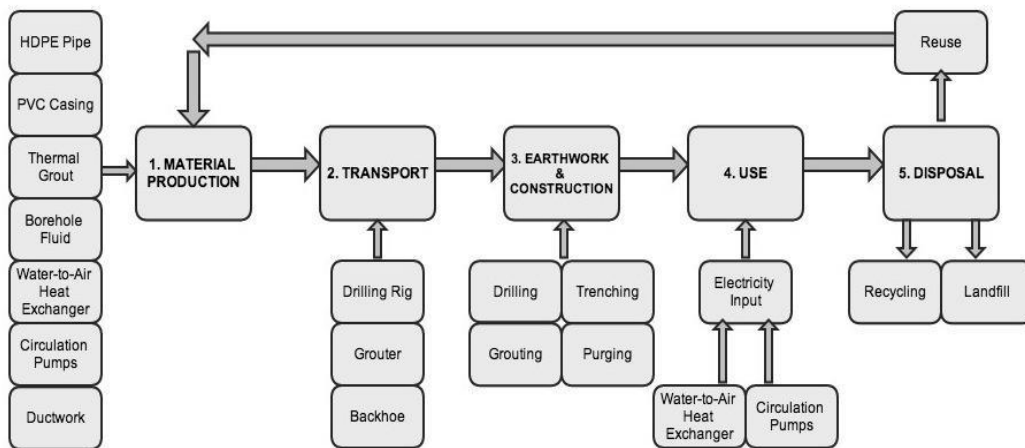 HDPE Pipe
PVC Casing
Thermal
Grout
Borehole
Fluid
Water-to-Air
Heat
Exchanger
Circulation
Pumps
Ductwork
1. MATERIAL
PRODUCTION
2. TRANSPORT
Drilling Rig
Grouter
Backhoe
3. EARTHWORK
&
CONSTRUCTION
Drilling
Trenching
Grouting
Purging
4. USE
Electricity
Input
Water-to-Air
Heat
Exchanger
Circulation
Pumps
5. DISPOSAL
Reuse
Recycling
Landfill